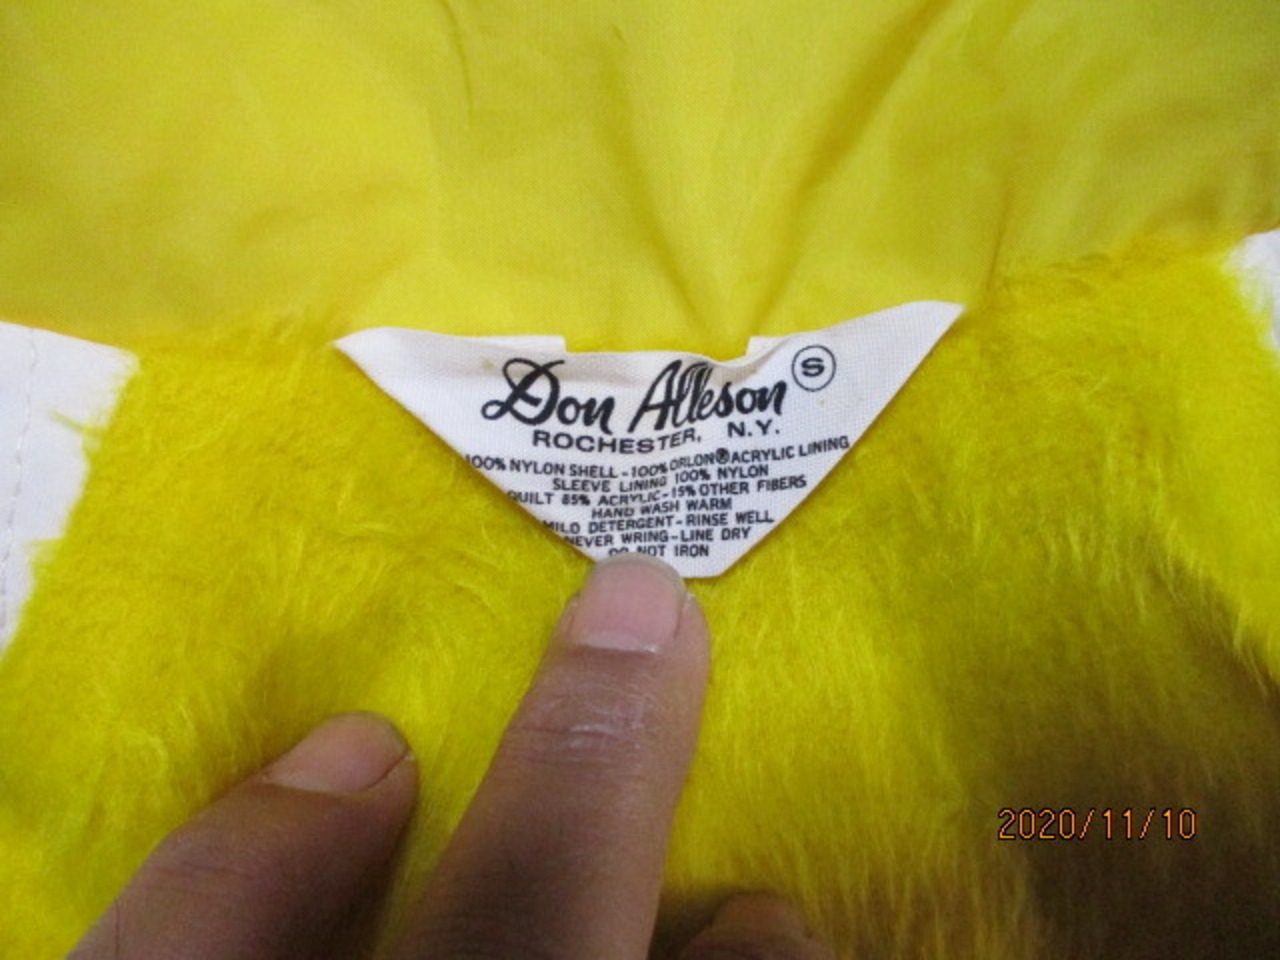 Don Alleson Ⓢ
ROCHESTER, N.Y.
100% NYLON SHELL-100% ORLON® ACRYLIC LINING
SLEEVE LINING 100% NYLON
QUILT 85% ACRYLIC-15% OTHER FIBERS
HAND WASH WARM
MILD DETERGENT-RINSE WELL
NEVER WRING-LINE DRY
DO NOT IRON
2020/11/10